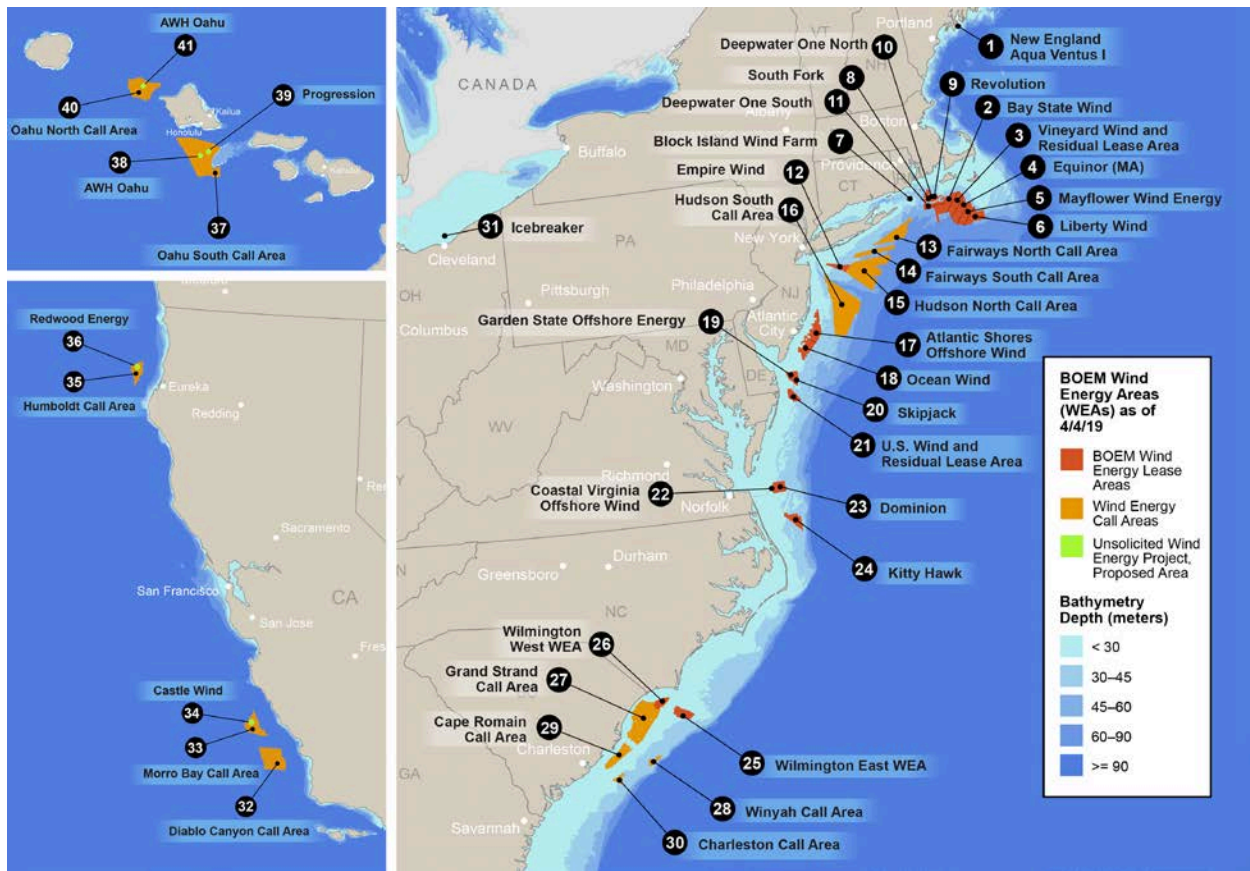 AWH Oahu
41
40
Oahu North Call Area
39
Progression
Kailua
Honolulu
38
AWH Oahu
Kahului
37
Oahu South Call Area
Redwood Energy
36
35
Humboldt Call Area
Eureka
Redding
Sacramento
San Francisco
CA
San Jose
Fres
Castle Wind
34
33
Morro Bay Call Area
32
Diablo Canyon Call Area
CANADA
Portland
1
New England
Aqua Ventus I
VT
NH
Deepwater One North
10
South Fork
8
Deepwater One South
11
Albany
Block Island Wind Farm
7
Empire Wind
12
Hudson South
Call Area
16
Boston
Providence
CT
9
Revolution
2
Bay State Wind
3
Vineyard Wind and
Residual Lease Area
4
Equinor (MA)
5
Mayflower Wind Energy
6
Liberty Wind
13
Fairways North Call Area
14
Fairways South Call Area
15
Hudson North Call Area
Buffalo
31
Icebreaker
Cleveland
PA
New York
OH
Pittsburgh
Philadelphia
NJ
Columbus
Garden State Offshore Energy
19
Atlantic
City
MD
DE
Washington
17
Atlantic Shores
Offshore Wind
18
Ocean Wind
20
Skipjack
21
U.S. Wind and
Residual Lease Area
WV
VA
Richmond
Coastal Virginia
Offshore Wind
22
Norfolk
23
Dominion
24
Kitty Hawk
Durham
Greensboro
NC
Wilmington
West WEA
26
Grand Strand
Call Area
27
Cape Romain
Call Area
29
Charleston
GA
Savannah
25
Wilmington East WEA
28
Winyah Call Area
30
Charleston Call Area
BOEM Wind
Energy Areas
(WEAs) as of
4/4/19
BOEM Wind
Energy Lease
Areas
Wind Energy
Call Areas
Unsolicited Wind
Energy Project,
Proposed Area
Bathymetry
Depth (meters)
< 30
30–45
45–60
60–90
>= 90